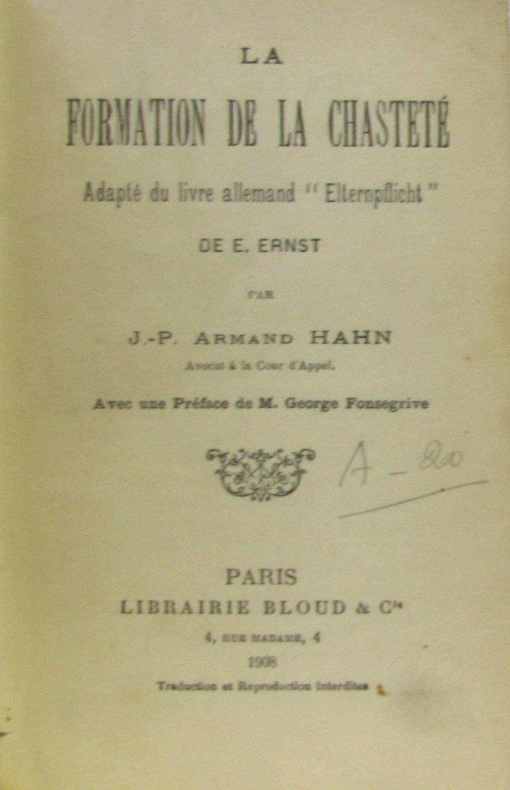 LA
FORMATION DE LA CHASTETÉ
Adapté du livre allemand “ Elternpflicht ”
DE E. ERNST
PAR
J.-P. ARMAND HAHN
Avocat à la Cour d'Appel.
Avec une Préface de M. George Fonsegrive
A – 20
PARIS
LIBRAIRIE BLOUD & Cie
4, RUE MADAME, 4
1908
Traduction et Reproduction interdites